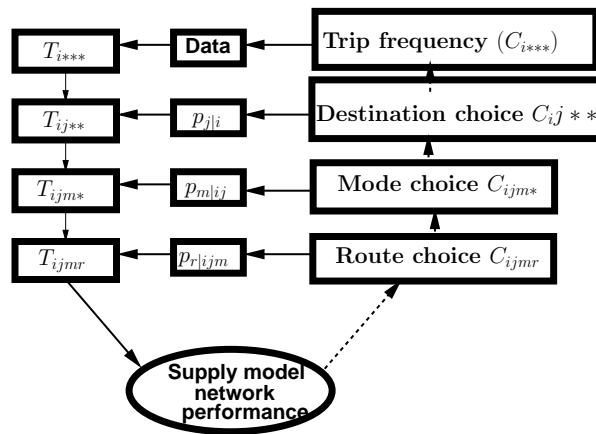 T_{i***} Data Trip frequency (C_{i***})
T_{ij**} p_{j|i} Destination choice C_ij **
T_{ijm*} p_{m|ij} Mode choice C_{ijm*}
T_{ijmr} p_{r|ijm} Route choice C_{ijmr}
Supply model
network
performance